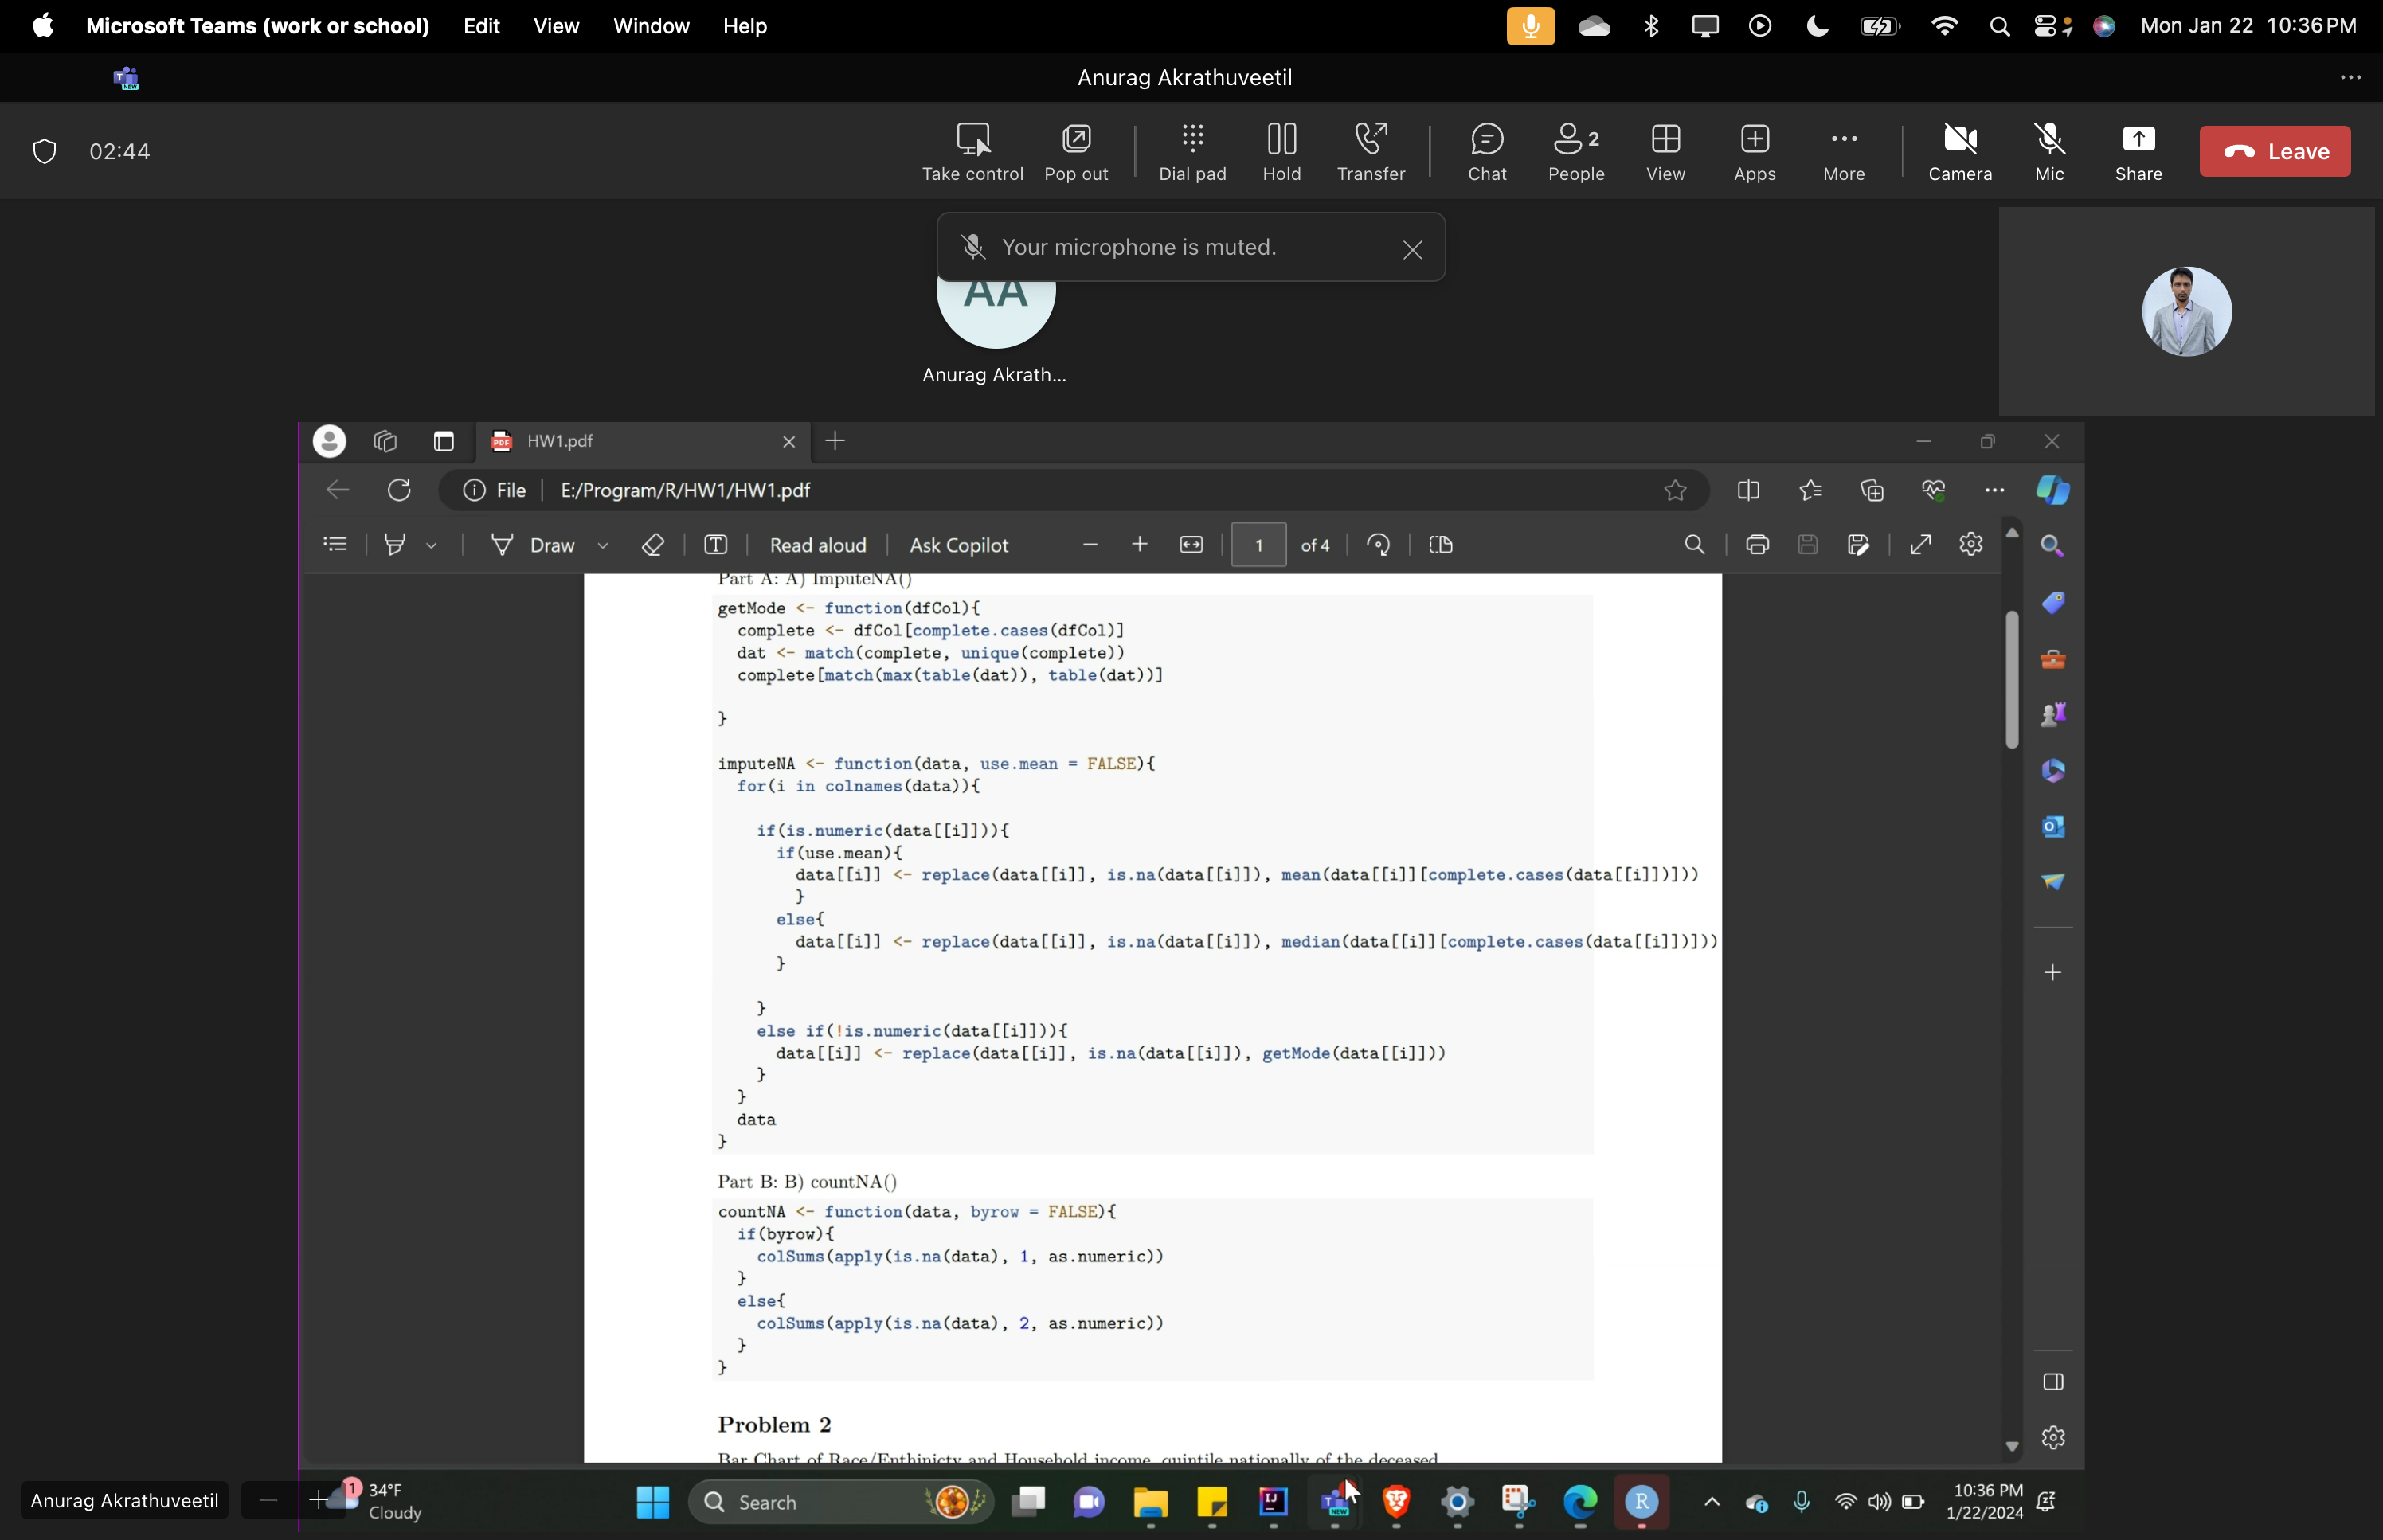 Microsoft Teams (work or school) Edit View Window Help Mon Jan 22 10:36 PM
T NEW Anurag Akrathuveetil
02:44 Take control Pop out Dial pad Hold Transfer Chat People 2 View Apps More Camera Mic Share Leave
Your microphone is muted.
AA
Anurag Akrath...
PDF HW1.pdf
File E:/Program/R/HW1/HW1.pdf
Draw Read aloud Ask Copilot 1 of 4
Part A: A) ImputeNA()
getMode <- function(dfCol){
complete <- dfCol[complete.cases(dfCol)]
dat <- match(complete, unique(complete))
complete[match(max(table(dat)), table(dat))]
}
imputeNA <- function(data, use.mean = FALSE){
for(i in colnames(data)){
if(is.numeric(data[[i]])){
if(use.mean){
data[[i]] <- replace(data[[i]], is.na(data[[i]]), mean(data[[i]][complete.cases(data[[i]])]))
}
else{
data[[i]] <- replace(data[[i]], is.na(data[[i]]), median(data[[i]][complete.cases(data[[i]])]))
}
}
else if(!is.numeric(data[[i]])){
data[[i]] <- replace(data[[i]], is.na(data[[i]]), getMode(data[[i]]))
}
}
data
}
Part B: B) countNA()
countNA <- function(data, byrow = FALSE){
if(byrow){
colSums(apply(is.na(data), 1, as.numeric))
}
else{
colSums(apply(is.na(data), 2, as.numeric))
}
}
Problem 2
Bar Chart of Race/Enthinicty and Household income, quintile nationally of the deceased
Anurag Akrathuveetil
1 34°F
Cloudy
Search
IJ
T NEW
R
10:36 PM
1/22/2024